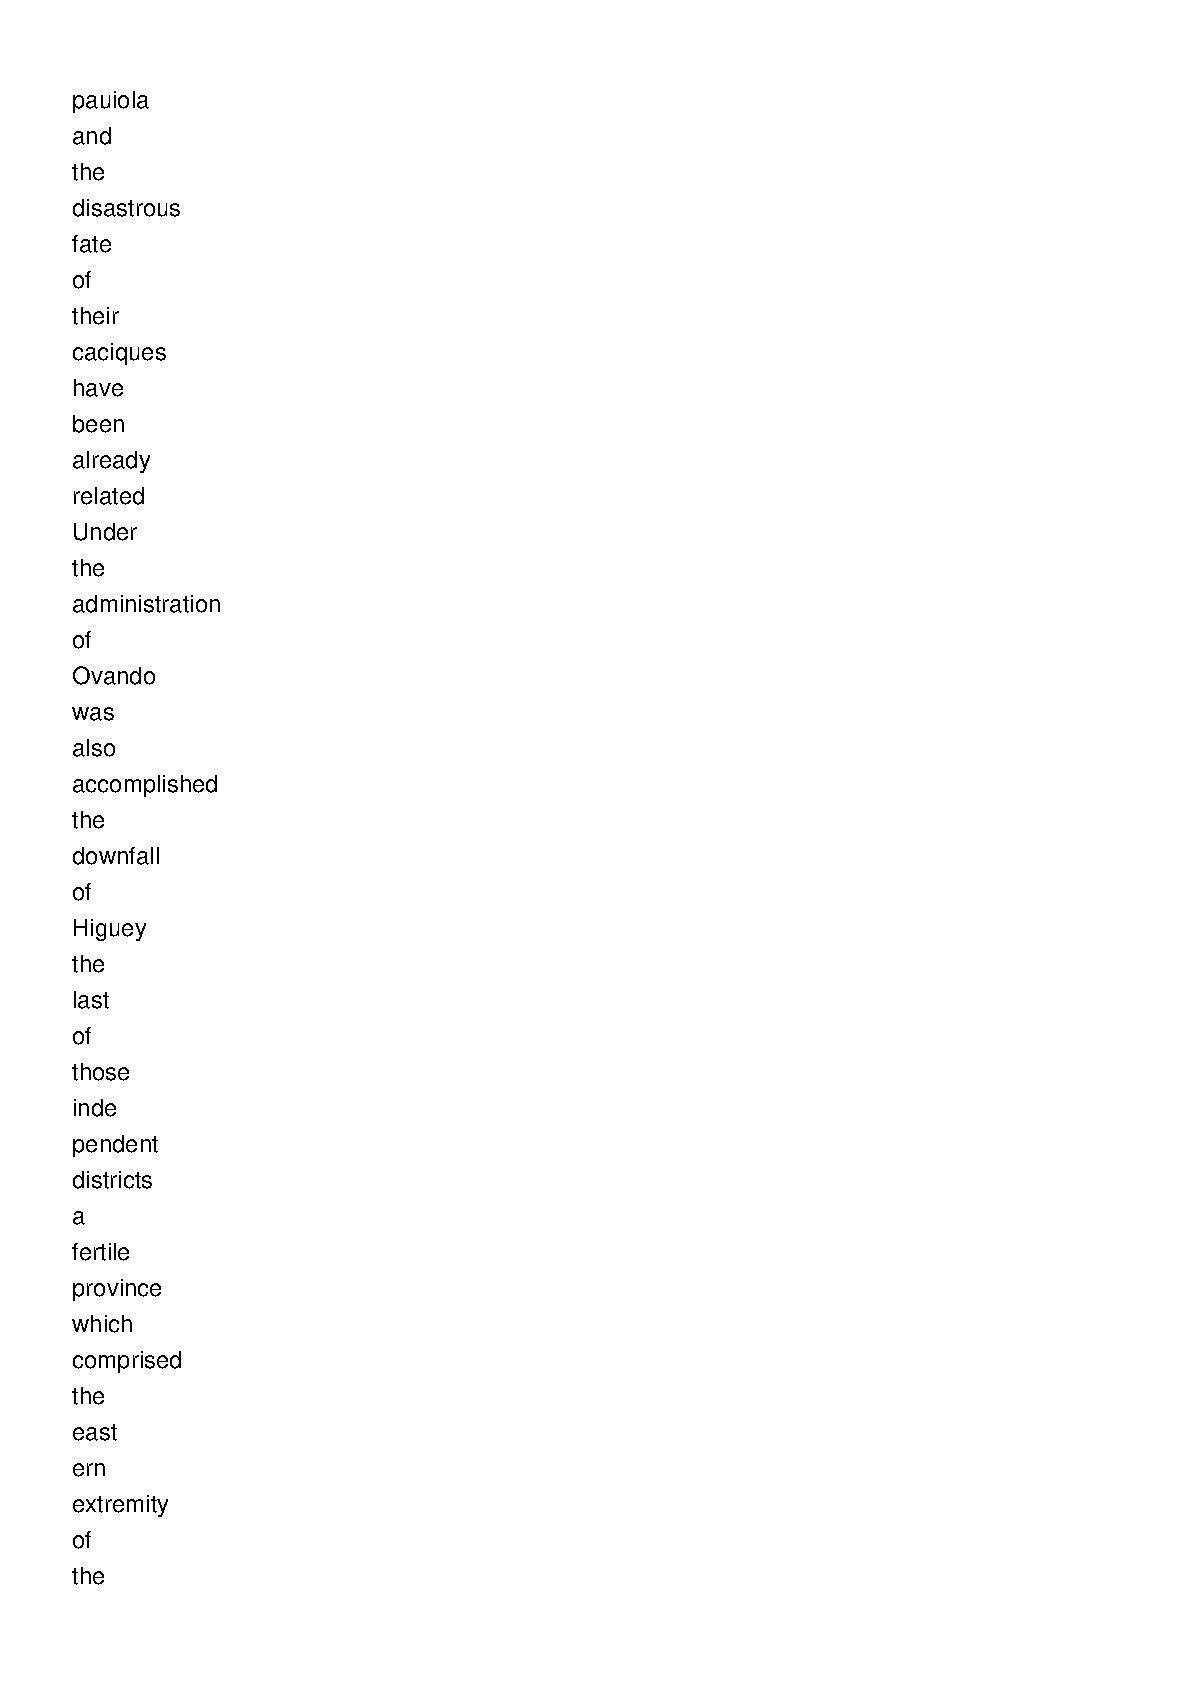 pauiola
and
the
disastrous
fate
of
their
caciques
have
been
already
related
Under
the
administration
of
Ovando
was
also
accomplished
the
downfall
of
Higuey
the
last
of
those
inde
pendent
districts
a
fertile
province
which
comprised
the
east
ern
extremity
of
the